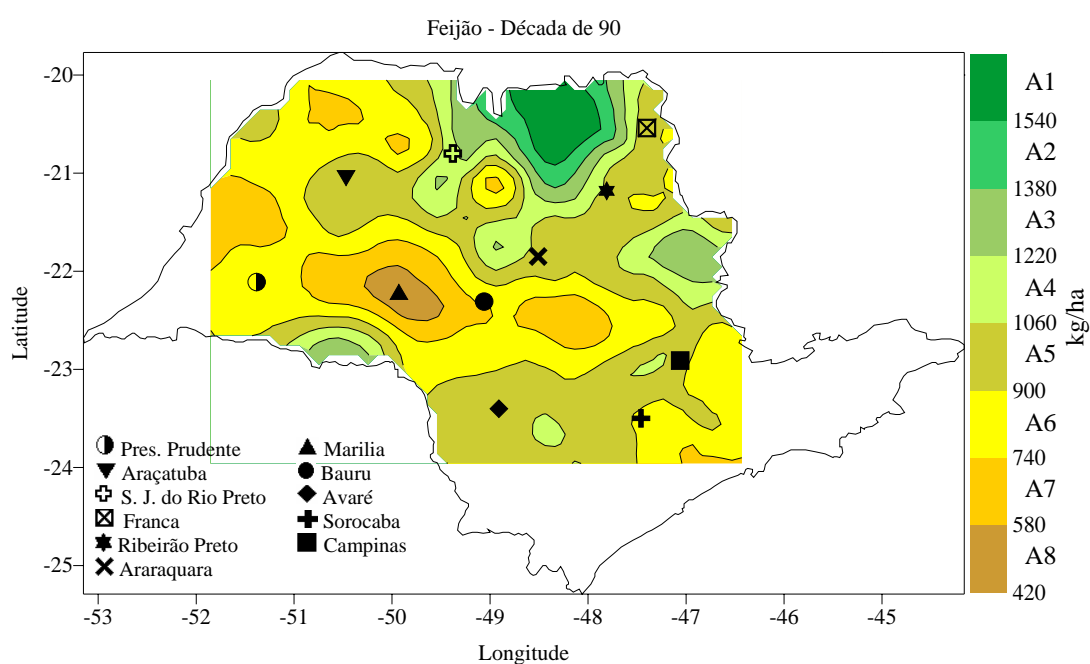 Feijão - Década de 90
-20
-21
-22
-23
-24
-25
Latitude
Pres. Prudente
Araçatuba
S. J. do Rio Preto
Franca
Ribeirão Preto
Araraquara
Marilia
Bauru
Avaré
Sorocaba
Campinas
-53 -52 -51 -50 -49 -48 -47 -46 -45
Longitude
A1
1540
A2
1380
A3
1220
A4
1060
A5
900
A6
740
A7
580
A8
420
kg/ha